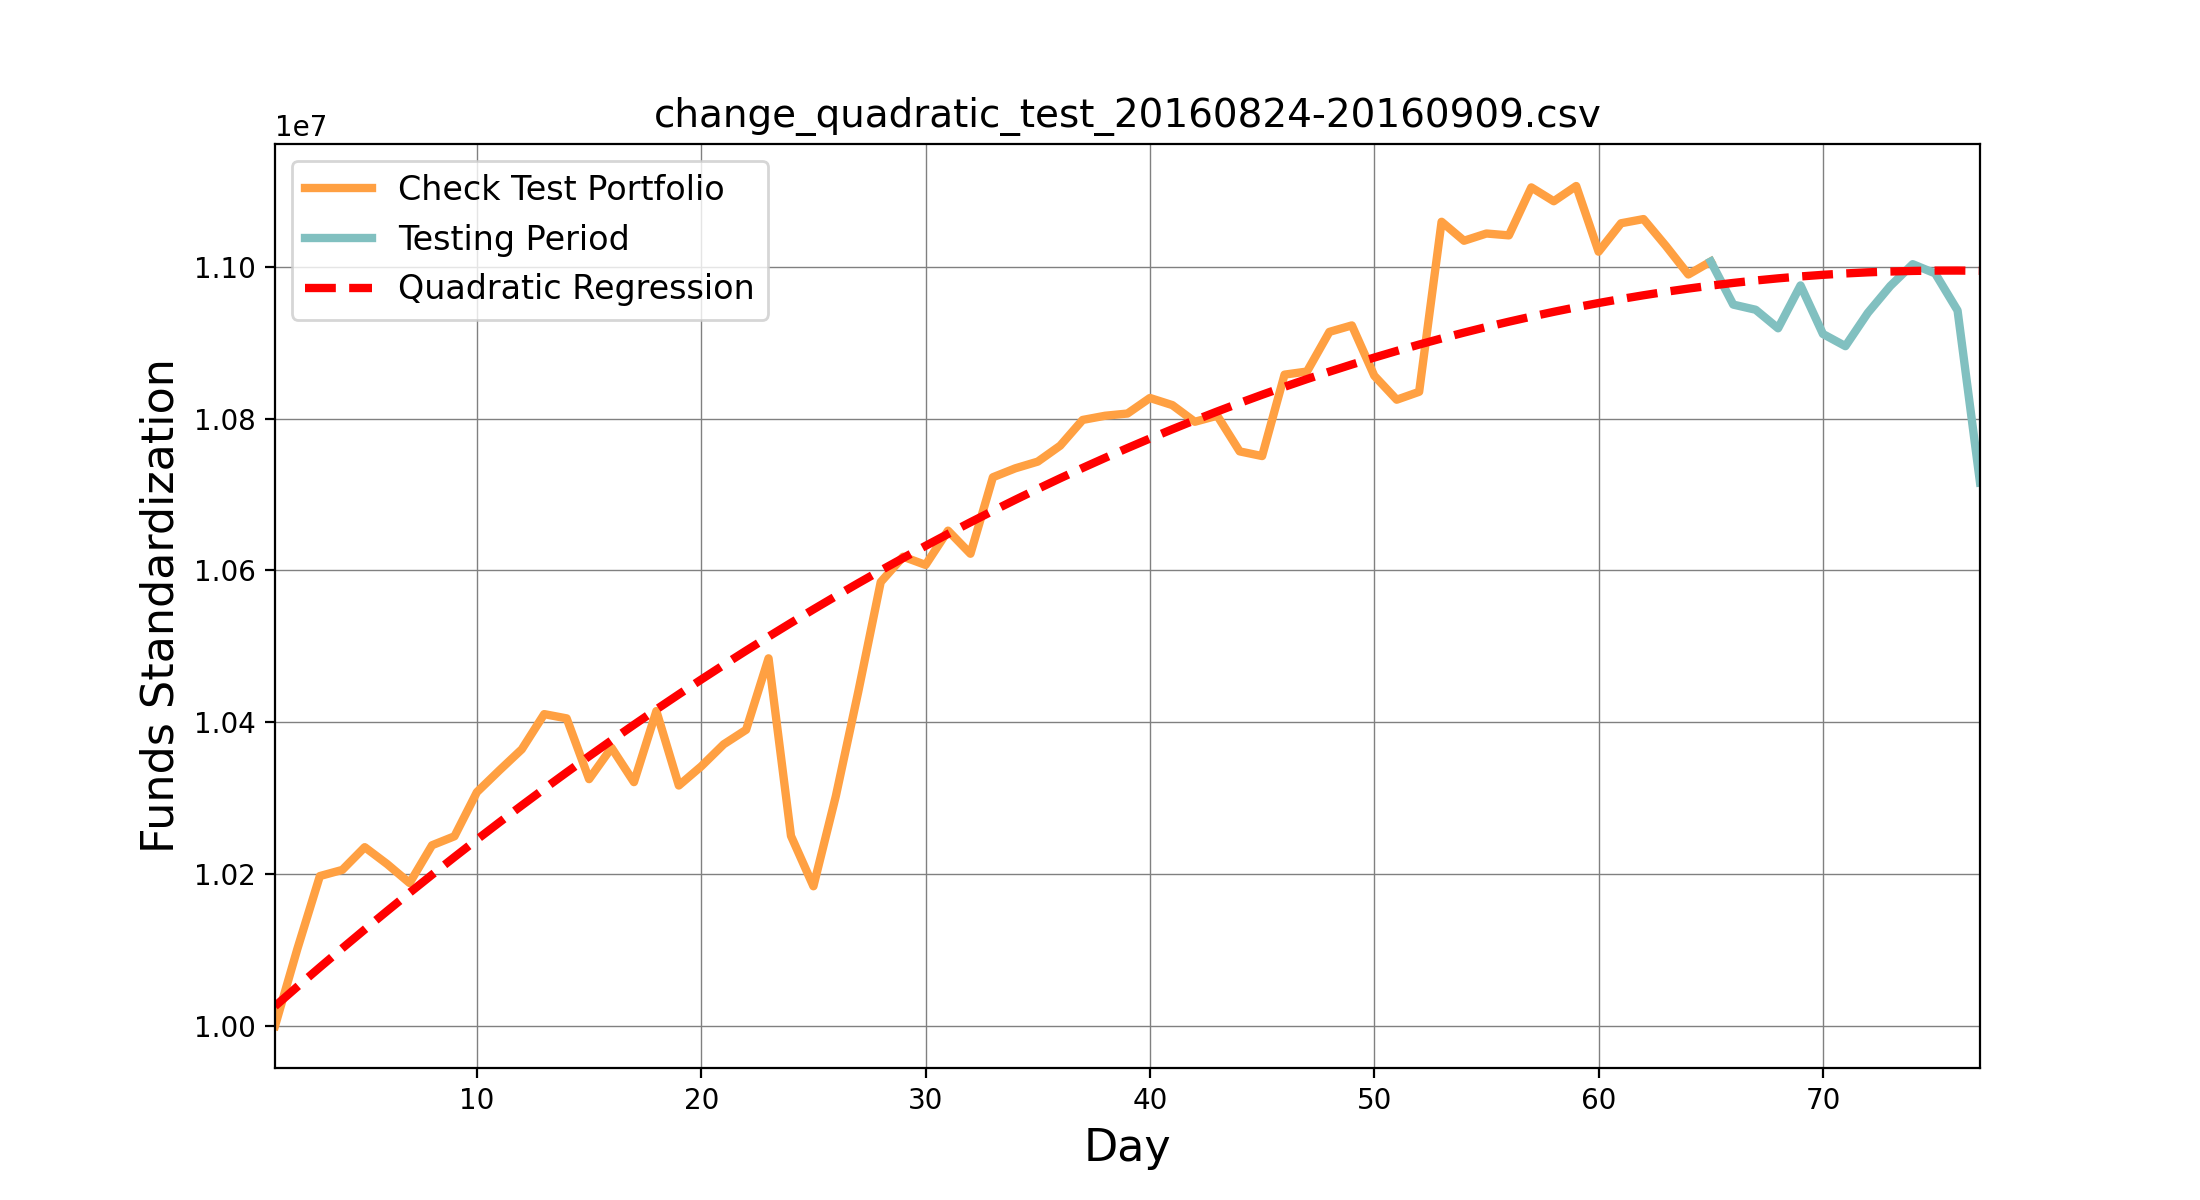 change_quadratic_test_20160824-20160909.csv
1e7
Check Test Portfolio
Testing Period
Quadratic Regression
1.10
1.08
1.06
1.04
1.02
1.00
Funds Standardization
10 20 30 40 50 60 70
Day